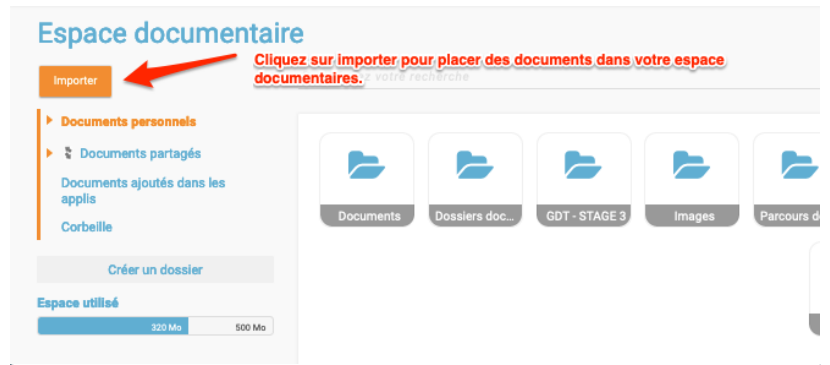 Espace documentaire
Cliquez sur importer pour placer des documents dans votre espace
documentaires.
votre recherche
Importer
Documents personnels
Documents partagés
Documents ajoutés dans les
applis
Corbeille
Documents
Dossiers doc...
GDT - STAGE 3
Images
Parcours d
Créer un dossier
Espace utilisé
320 Mo
500 Mo